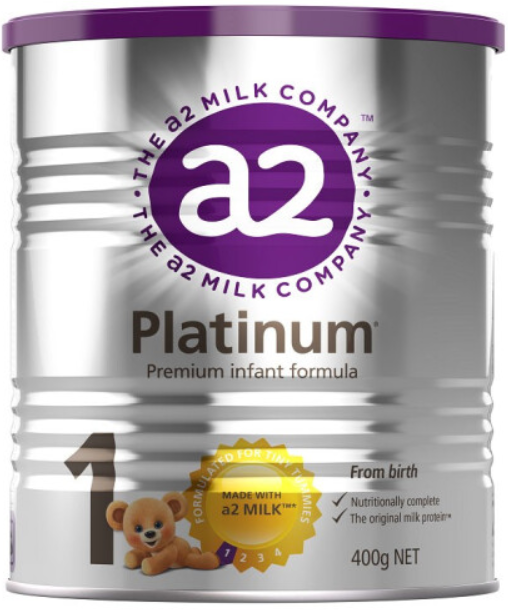 THE a2 MILK COMPANY ™
a2
THE a2 MILK COMPANY
Platinum
Premium infant formula
1
FORMULATED FOR TINY TUMMIES
MADE WITH
a2 MILK™*
1 2 3 4
From birth
✓ Nutritionally complete
✓ The original milk protein*
400g NET